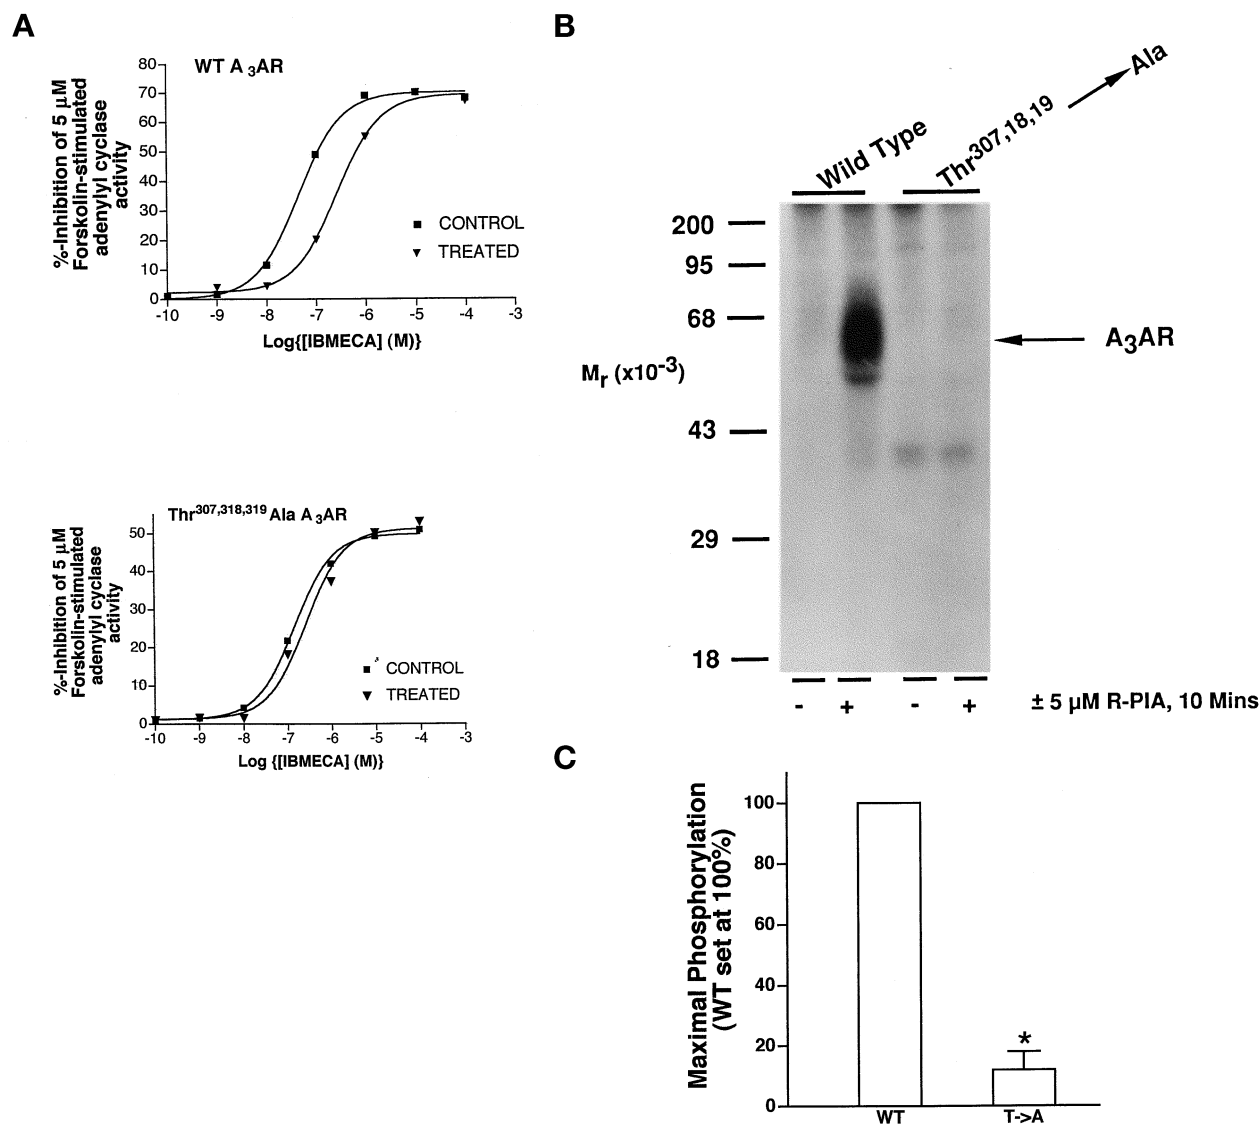 A
WT A 3AR
%-Inhibition of 5 µM
Forskolin-stimulated
adenylyl cyclase
activity
80
70
60
50
40
30
20
10
0
CONTROL
TREATED
-10 -9 -8 -7 -6 -5 -4 -3
Log{[IBMECA] (M)}
Thr307,318,319Ala A 3AR
%-Inhibition of 5 µM
Forskolin-stimulated
adenylyl cyclase
activity
50
40
30
20
10
0
CONTROL
TREATED
-10 -9 -8 -7 -6 -5 -4 -3
Log {[IBMECA] (M)}
B
Wild Type
Thr307,18,19
Ala
200
95
68
43
29
18
Mr (x10-3)
A3AR
- + - +
± 5 µM R-PIA, 10 Mins
C
Maximal Phosphorylation
(WT set at 100%)
100
80
60
40
20
0
*
WT T->A